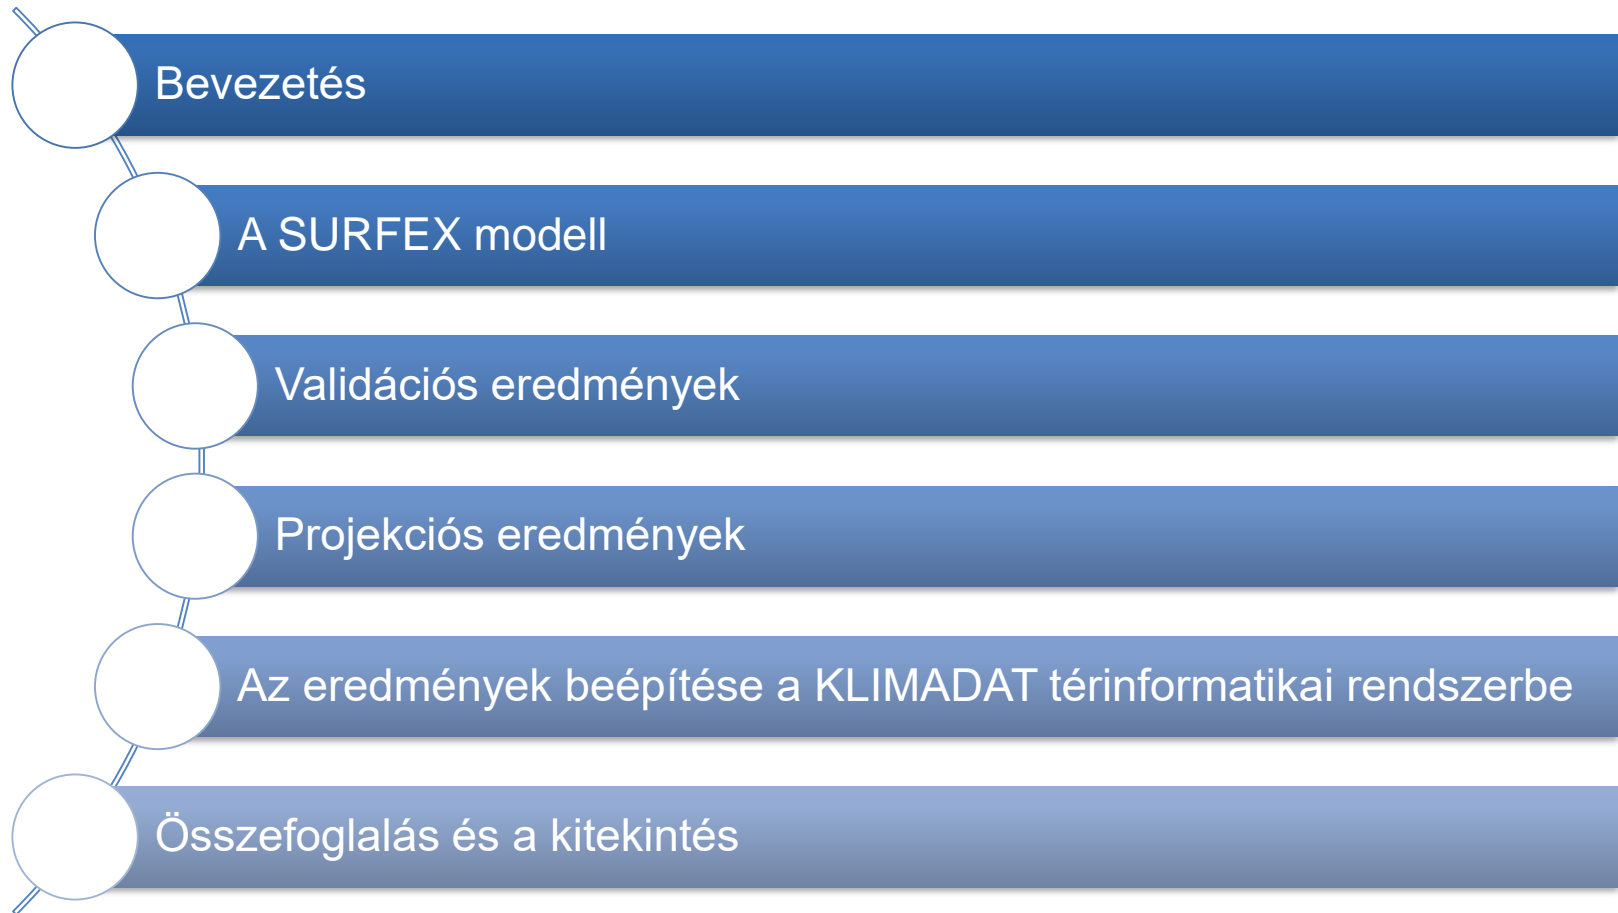 Bevezetés
A SURFEX modell
Validációs eredmények
Projekciós eredmények
Az eredmények beépítése a KLIMADAT térinformatikai rendszerbe
Összefoglalás és a kitekintés